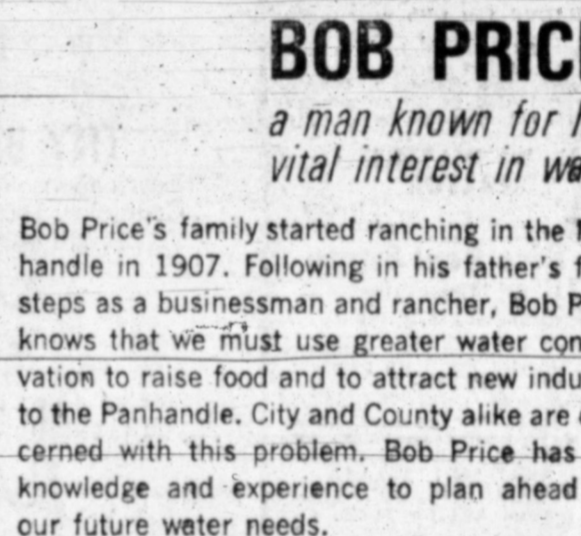 BOB PRIC
a man known for
vital interest in
Bob Price's family started ranching in the
handle in 1907. Following in his father's
steps as a businessman and rancher, Bob P
knows that we must use greater water con
vation to raise food and to attract new indu
to the Panhandle. City and County alike are
cerned with this problem. Bob Price has
knowledge and experience to plan ahead
our future water needs.